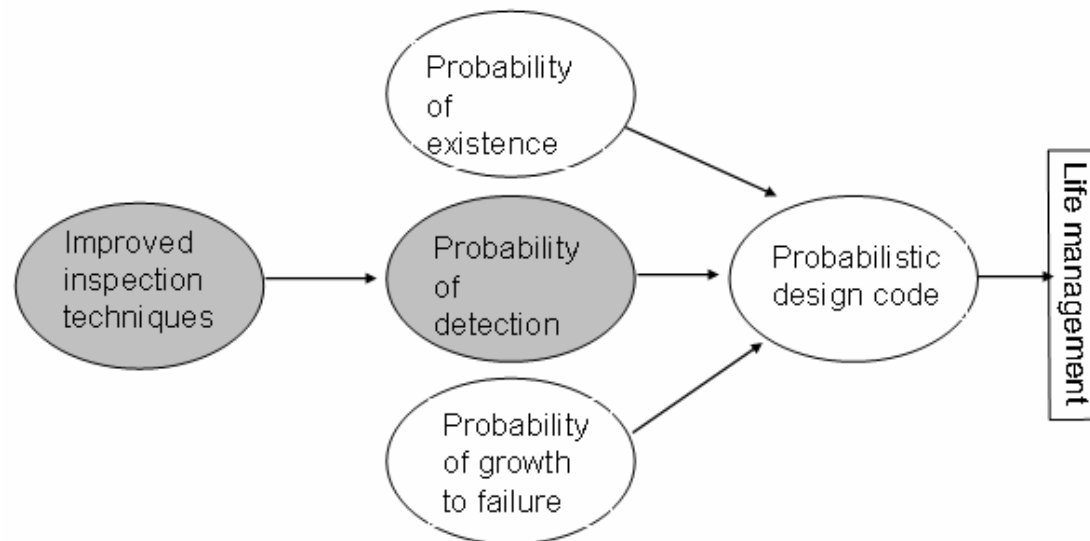 Probability
of
existence
Improved
inspection
techniques
Probability
of
detection
Probabilistic
design code
Life management
Probability
of growth
to failure